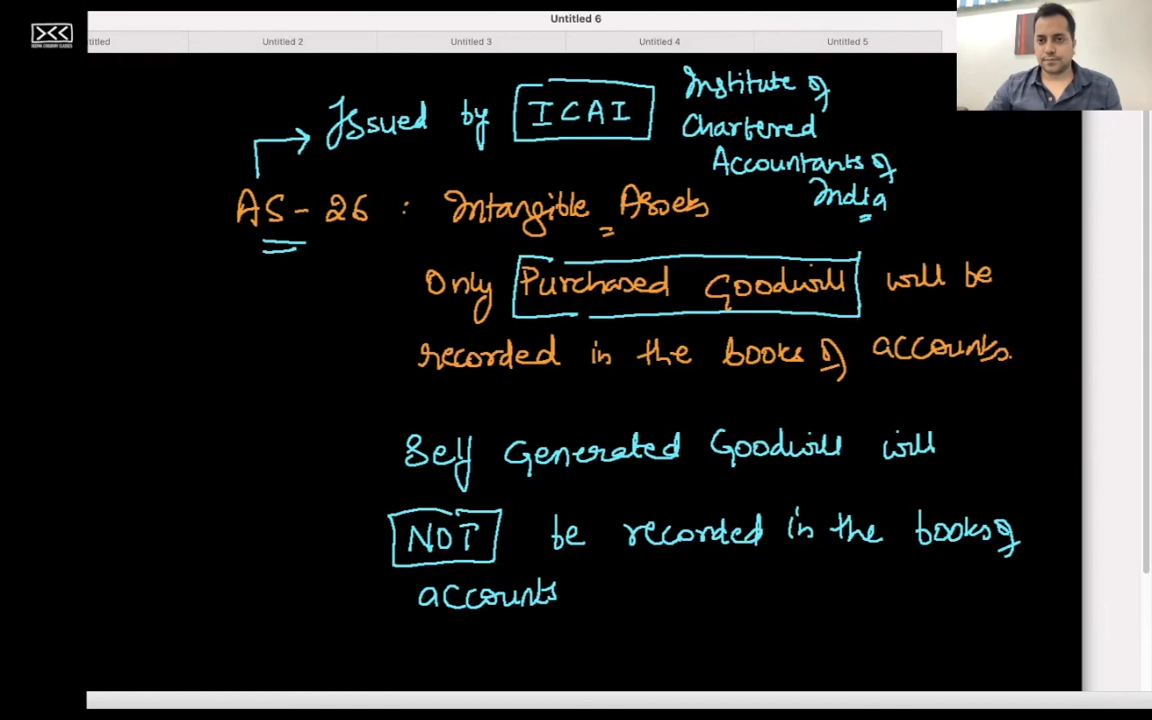 Untitled 6
titled
Untitled 2
Untitled 3
Untitled 4
Untitled 5
Issued by ICAI
Institute of
Chartered
Accountants of
India
AS-26 : Intangible Assets
Only Purchased Goodwill will be
recorded in the books of accounts.
Self Generated Goodwill will
NOT be recorded in the books of
accounts